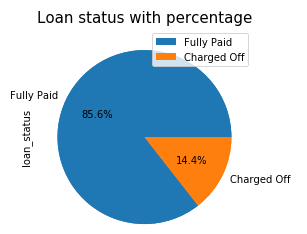 Loan status with percentage
Fully Paid
Charged Off
Fully Paid
85.6%
loan_status
14.4%
Charged Off